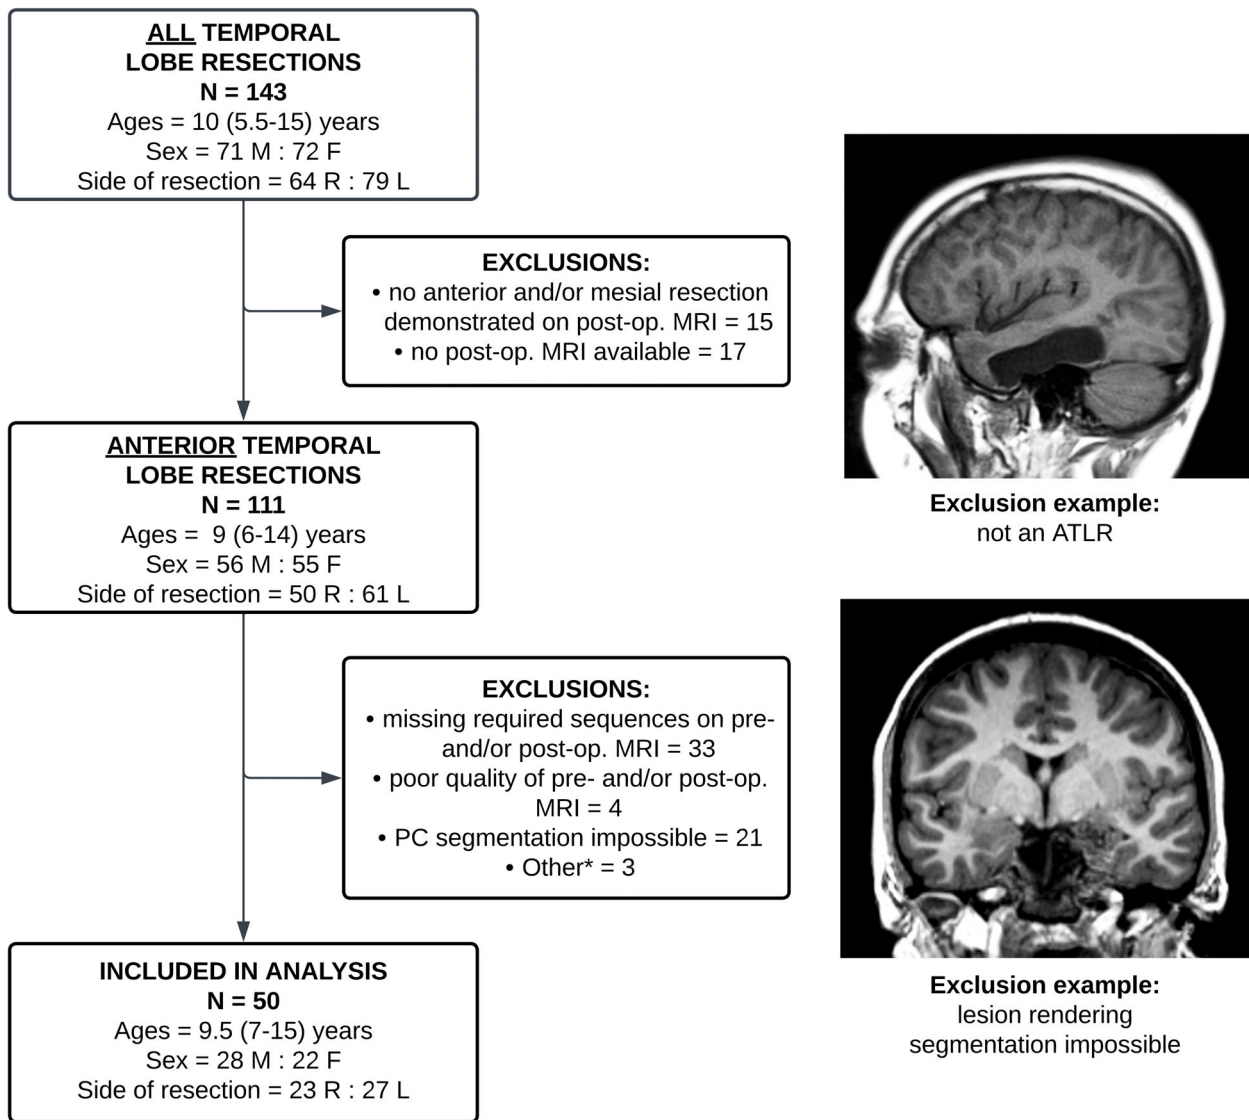 ALL TEMPORAL
LOBE RESECTIONS
N = 143
Ages = 10 (5.5-15) years
Sex = 71 M : 72 F
Side of resection = 64 R : 79 L
EXCLUSIONS:
• no anterior and/or mesial resection
demonstrated on post-op. MRI = 15
• no post-op. MRI available = 17
ANTERIOR TEMPORAL
LOBE RESECTIONS
N = 111
Ages =  9 (6-14) years
Sex = 56 M : 55 F
Side of resection = 50 R : 61 L
EXCLUSIONS:
• missing required sequences on pre-
and/or post-op. MRI = 33
• poor quality of pre- and/or post-op.
MRI = 4
• PC segmentation impossible = 21
• Other* = 3
INCLUDED IN ANALYSIS
N = 50
Ages = 9.5 (7-15) years
Sex = 28 M : 22 F
Side of resection = 23 R : 27 L
Exclusion example:
not an ATLR
Exclusion example:
lesion rendering
segmentation impossible